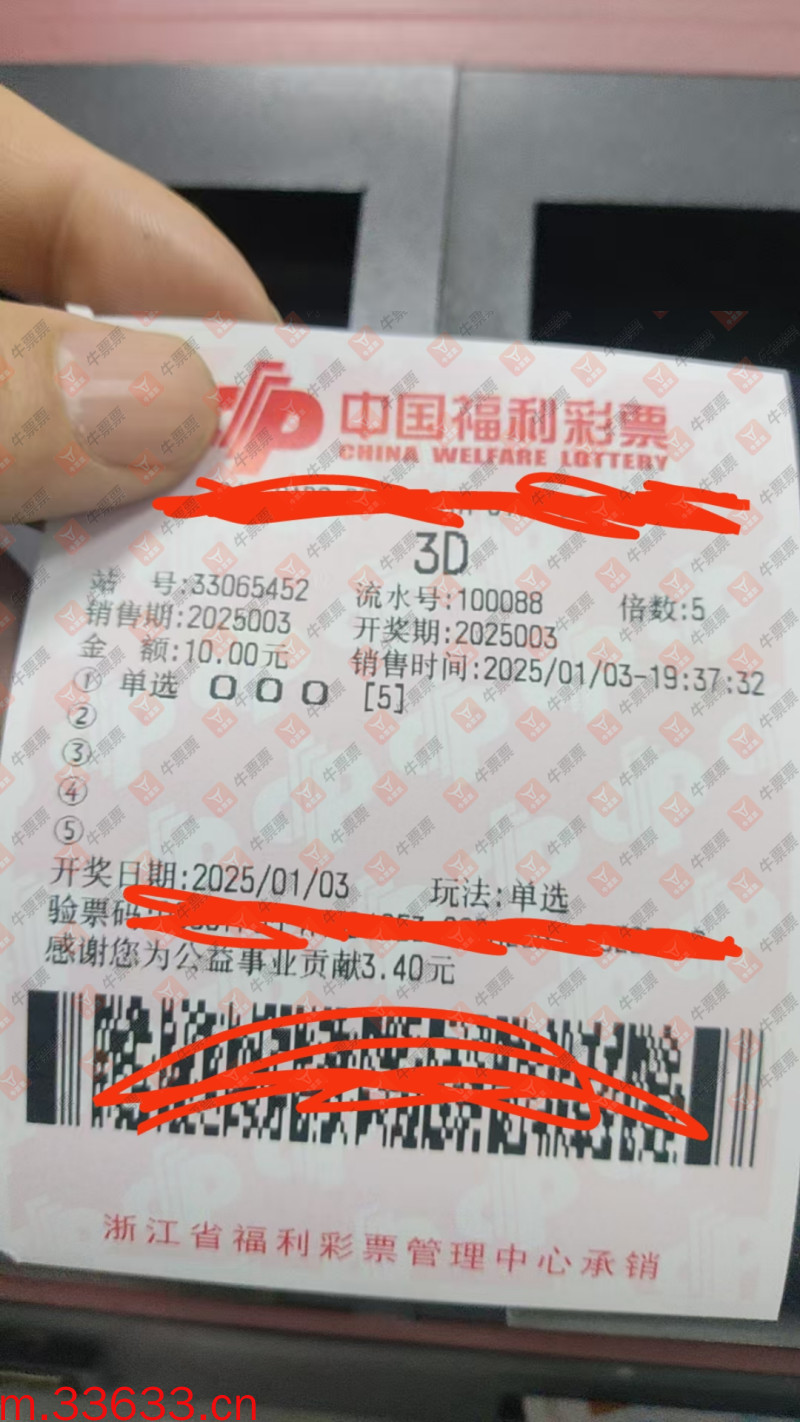 中国福利彩票
CHINA WELFARE LOTTERY
3D
站 号:33065452 流水号:100088 倍数:5
销售期:2025003 开奖期:2025003
金 额:10.00元 销售时间:2025/01/03-19:37:32
① 单选 0 0 0 [5]
②
③
④
⑤
开奖日期:2025/01/03 玩法:单选
验票码:
感谢您为公益事业贡献3.40元
浙江省福利彩票管理中心承销
牛票票
m.33633.cn